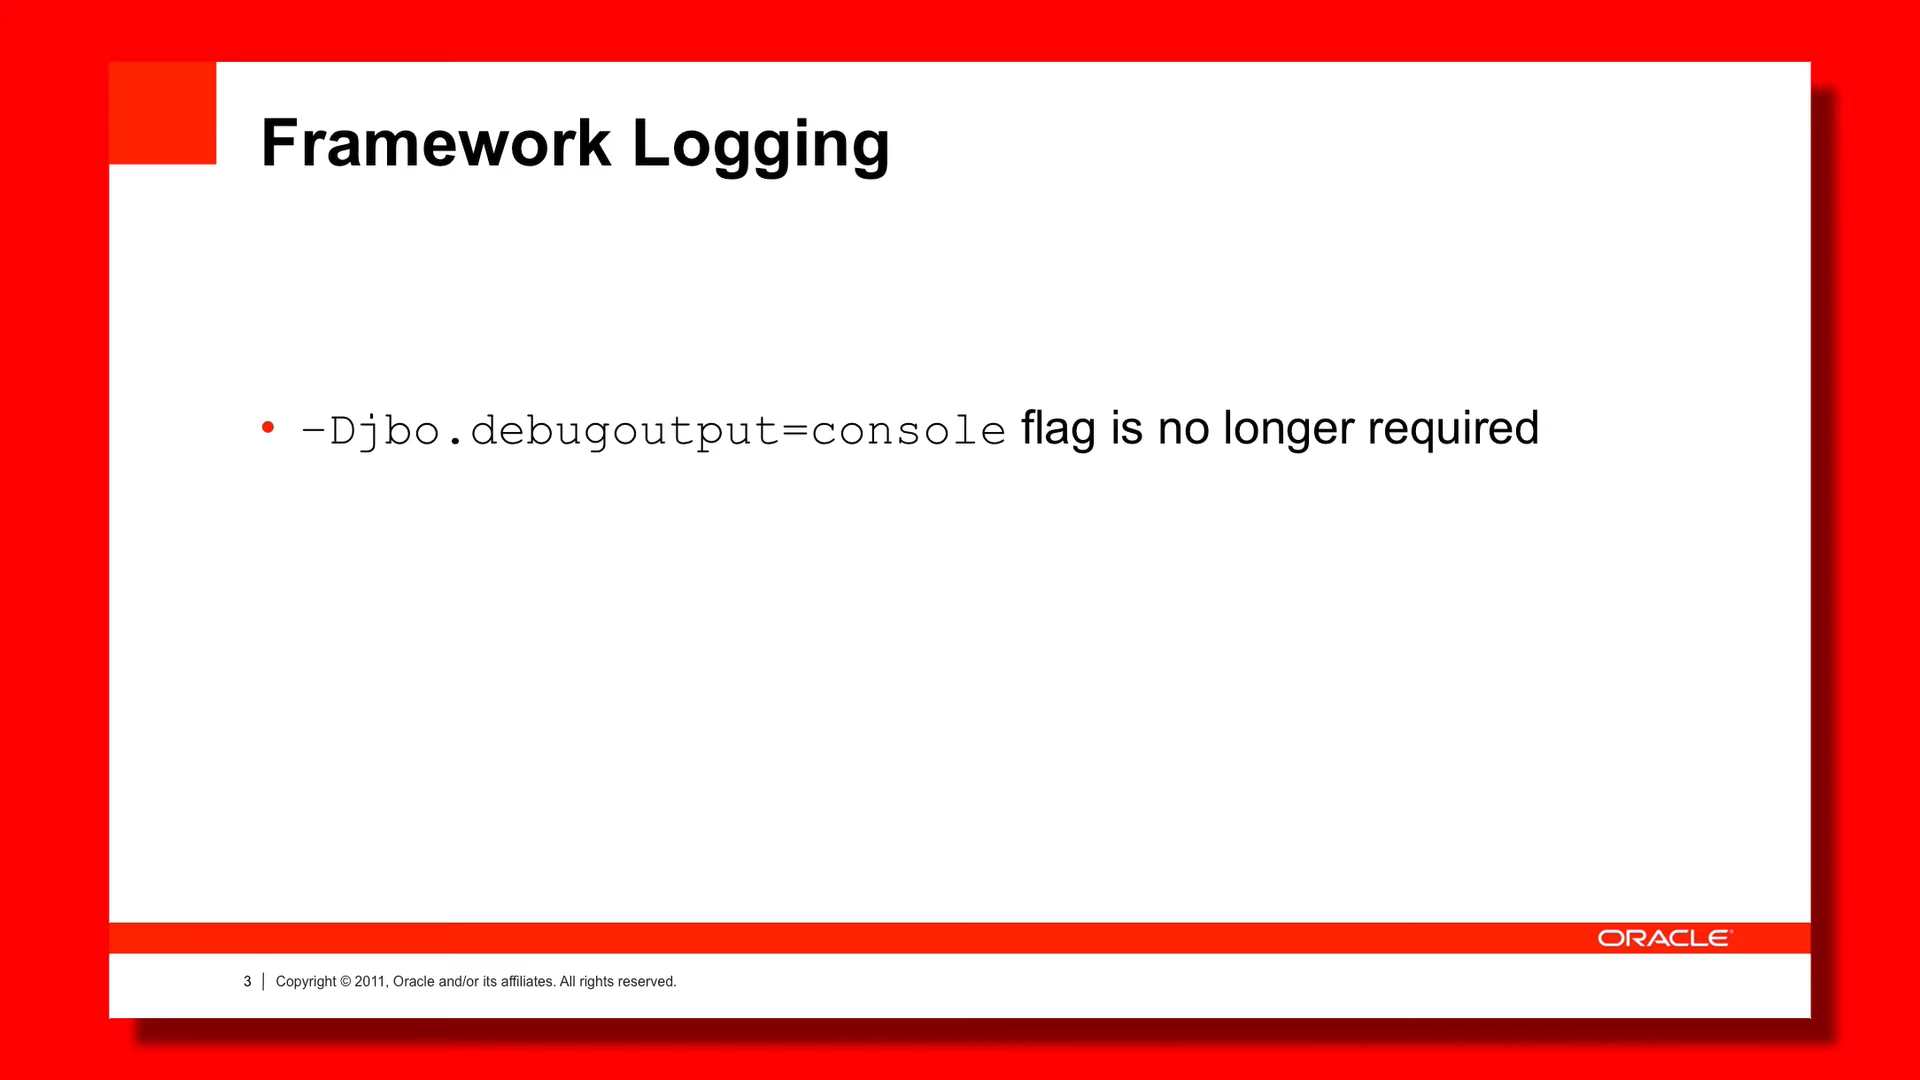 Framework Logging
• -Djbo.debugoutput=console flag is no longer required
ORACLE
3 | Copyright © 2011, Oracle and/or its affiliates. All rights reserved.